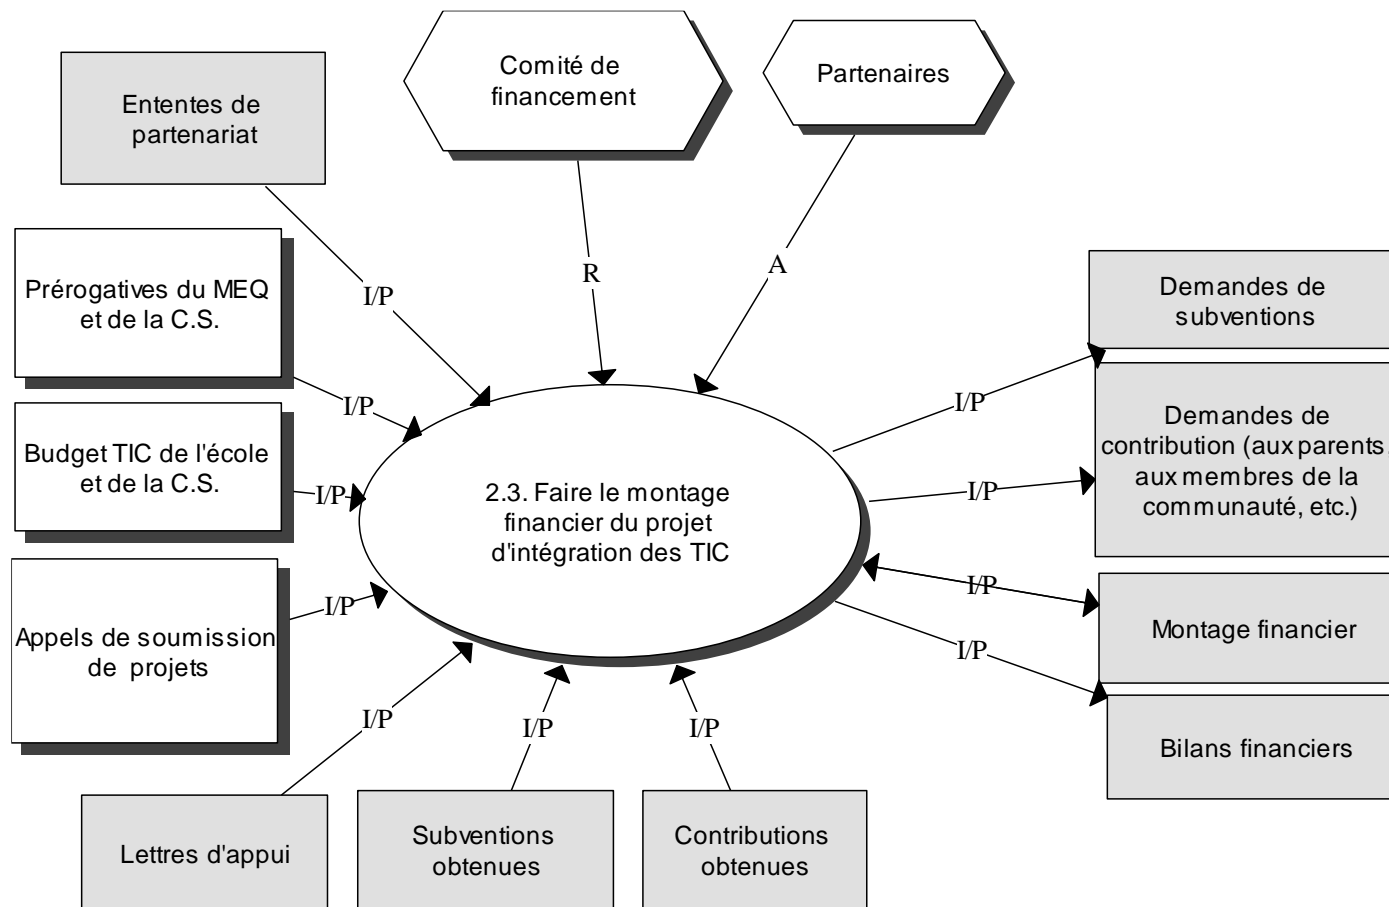 Comité de
financement
Partenaires
Ententes de
partenariat
R
A
I/P
Prérogatives du MEQ
et de la C.S.
I/P
Budget TIC de l'école
et de la C.S.
I/P
Appels de soumission
de projets
I/P
2.3. Faire le montage
financier du projet
d'intégration des TIC
Demandes de
subventions
I/P
Demandes de
contribution (aux parents,
aux membres de la
communauté, etc.)
I/P
Montage financier
I/P
Bilans financiers
I/P
I/P
I/P
I/P
Lettres d'appui
Subventions
obtenues
Contributions
obtenues